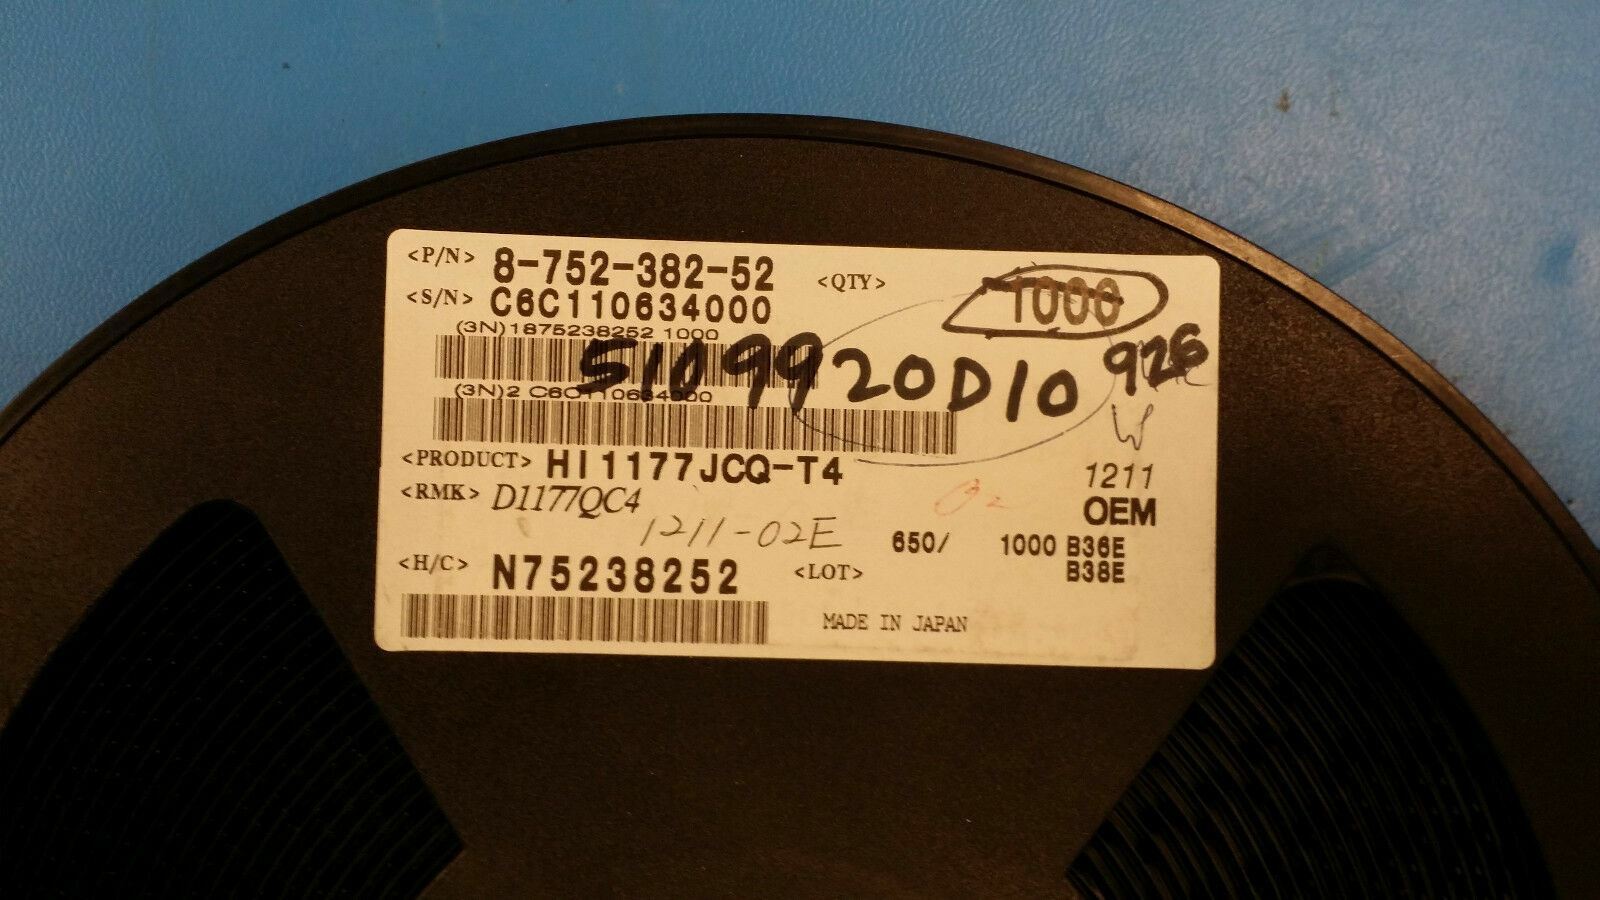 <P/N> 8-752-382-52 <QTY> 1000
<S/N> C6C110634000
(3N)1875238252 1000
5109920D10 926
(3N)2 C6C110634000
W
<PRODUCT> HI1177JCQ-T4 1211
<RMK> D1177QC4 OEM
1211-02E
650/ 1000 B36E
B38E
<H/C> N75238252 <LOT>
MADE IN JAPAN